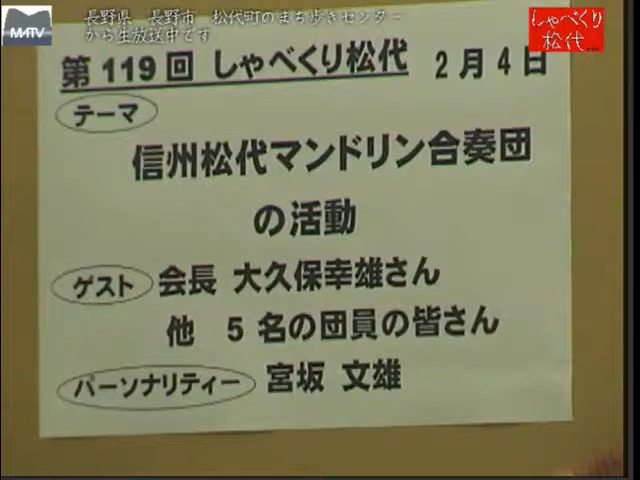 M-ITV
長野県 長野市 松代町のまち歩きセンター
から生放送中です
しゃべくり
松代
第119回 しゃべくり松代 2月4日
テーマ
信州松代マンドリン合奏団
の活動
ゲスト 会長 大久保幸雄さん
他 5名の団員の皆さん
パーソナリティー 宮坂 文雄